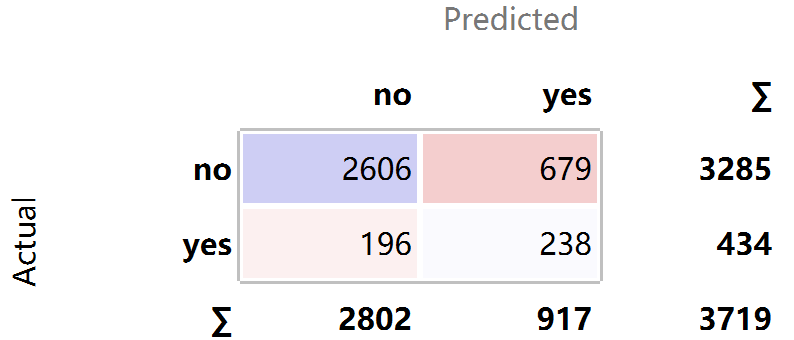 Predicted
no yes ∑
no 2606 679 3285
Actual
yes 196 238 434
∑ 2802 917 3719